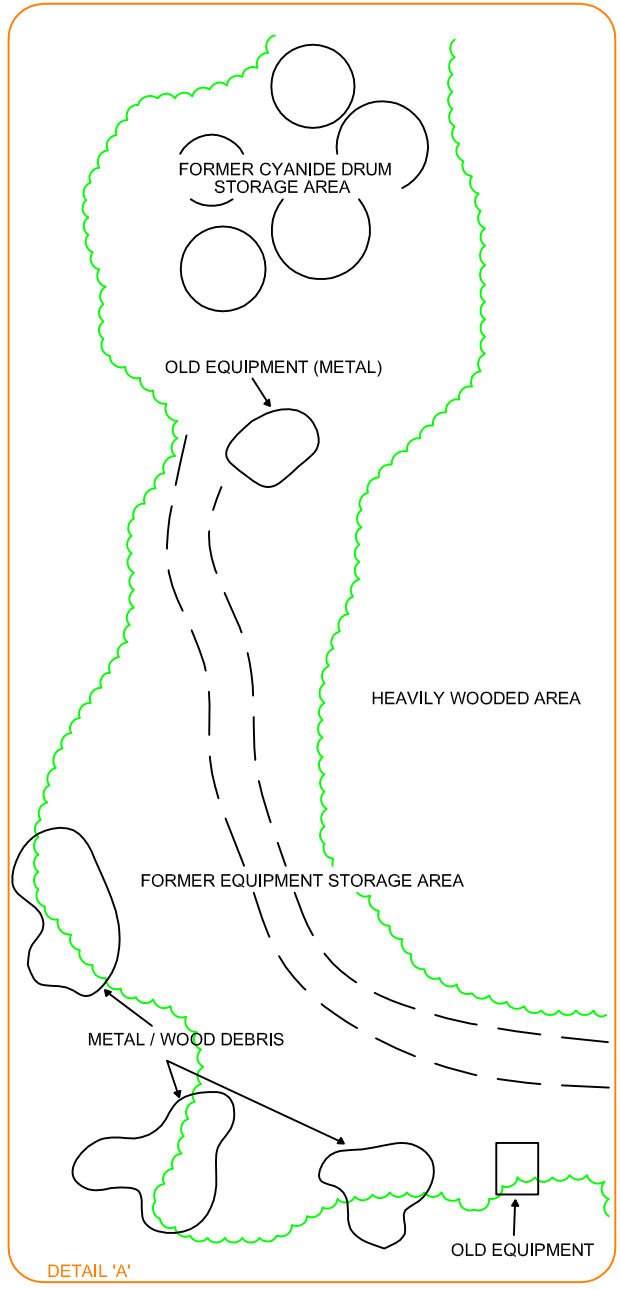 FORMER CYANIDE DRUM
STORAGE AREA
OLD EQUIPMENT (METAL)
HEAVILY WOODED AREA
FORMER EQUIPMENT STORAGE AREA
METAL / WOOD DEBRIS
OLD EQUIPMENT
DETAIL 'A'